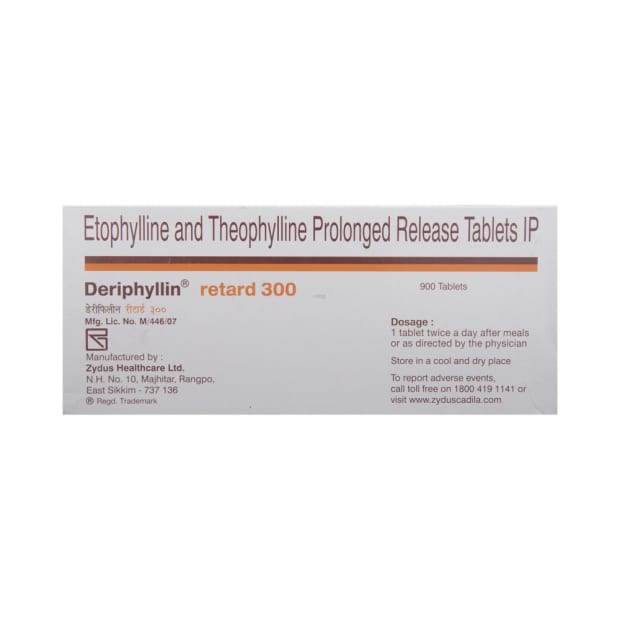 Etophylline and Theophylline Prolonged Release Tablets IP
Deriphyllin® retard 300
डेरीफिलीन रीटार्ड ३००
Mfg. Lic. No. M/446/07
Manufactured by :
Zydus Healthcare Ltd.
N.H. No. 10, Majhitar, Rangpo,
East Sikkim - 737 136
® Regd. Trademark
900 Tablets
Dosage :
1 tablet twice a day after meals
or as directed by the physician
Store in a cool and dry place
To report adverse events,
call toll free on 1800 419 1141 or
visit www.zyduscadila.com